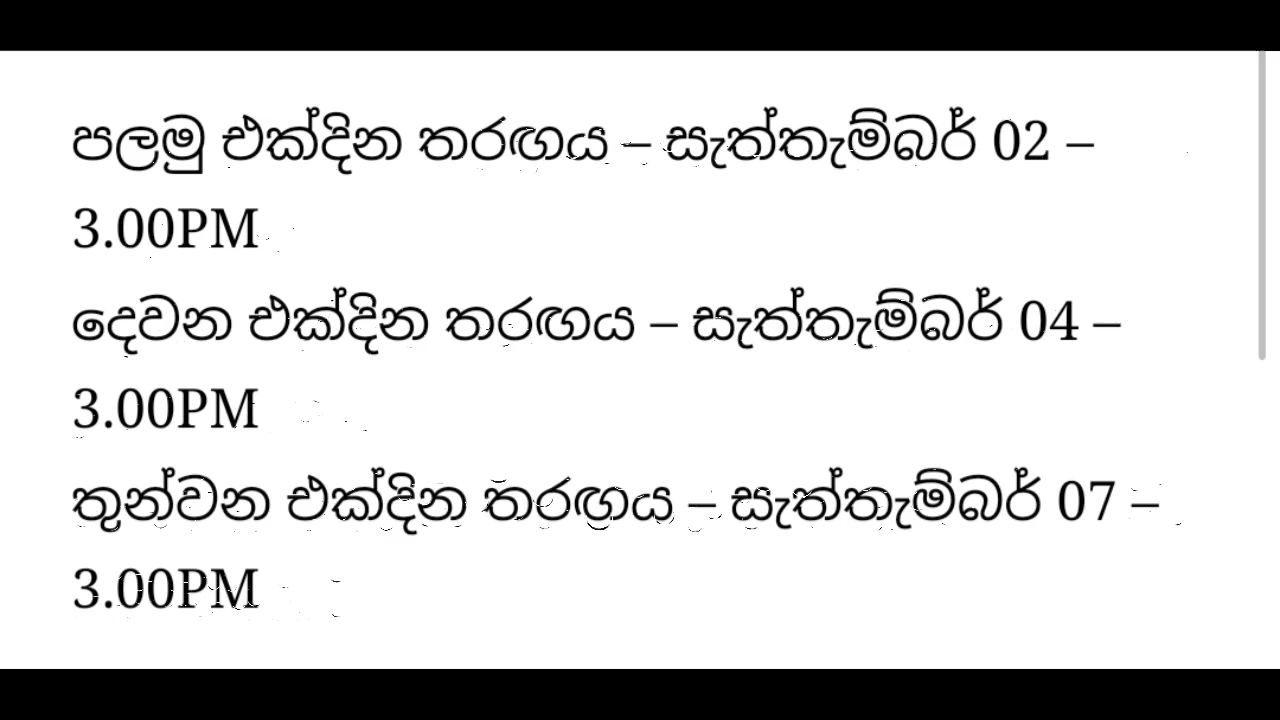 පලමු එක්දින තරඟය – සැත්තැම්බර් 02 –
3.00PM
දෙවන එක්දින තරඟය – සැත්තැම්බර් 04 –
3.00PM
තුන්වන එක්දින තරඟය – සැත්තැම්බර් 07 –
3.00PM